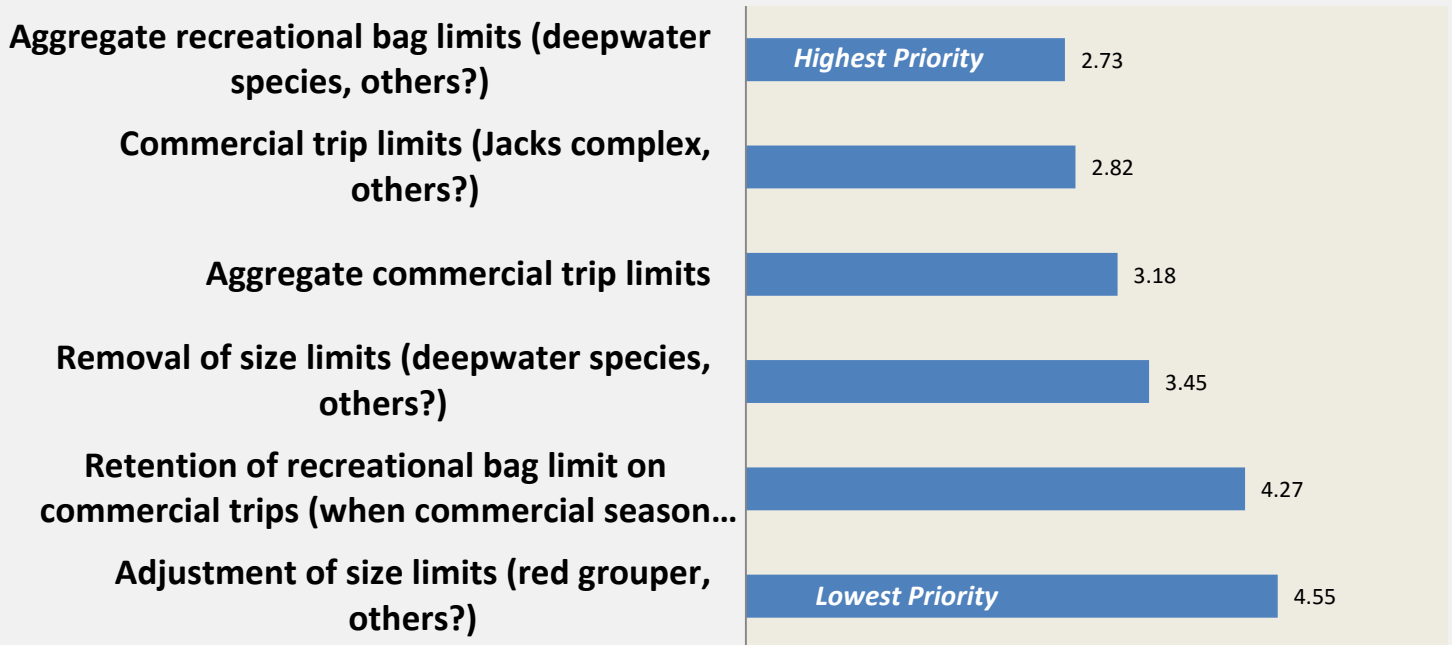 Aggregate recreational bag limits (deepwater
species, others?)
Highest Priority
2.73
Commercial trip limits (Jacks complex,
others?)
2.82
Aggregate commercial trip limits
3.18
Removal of size limits (deepwater species,
others?)
3.45
Retention of recreational bag limit on
commercial trips (when commercial season…
4.27
Adjustment of size limits (red grouper,
others?)
Lowest Priority
4.55